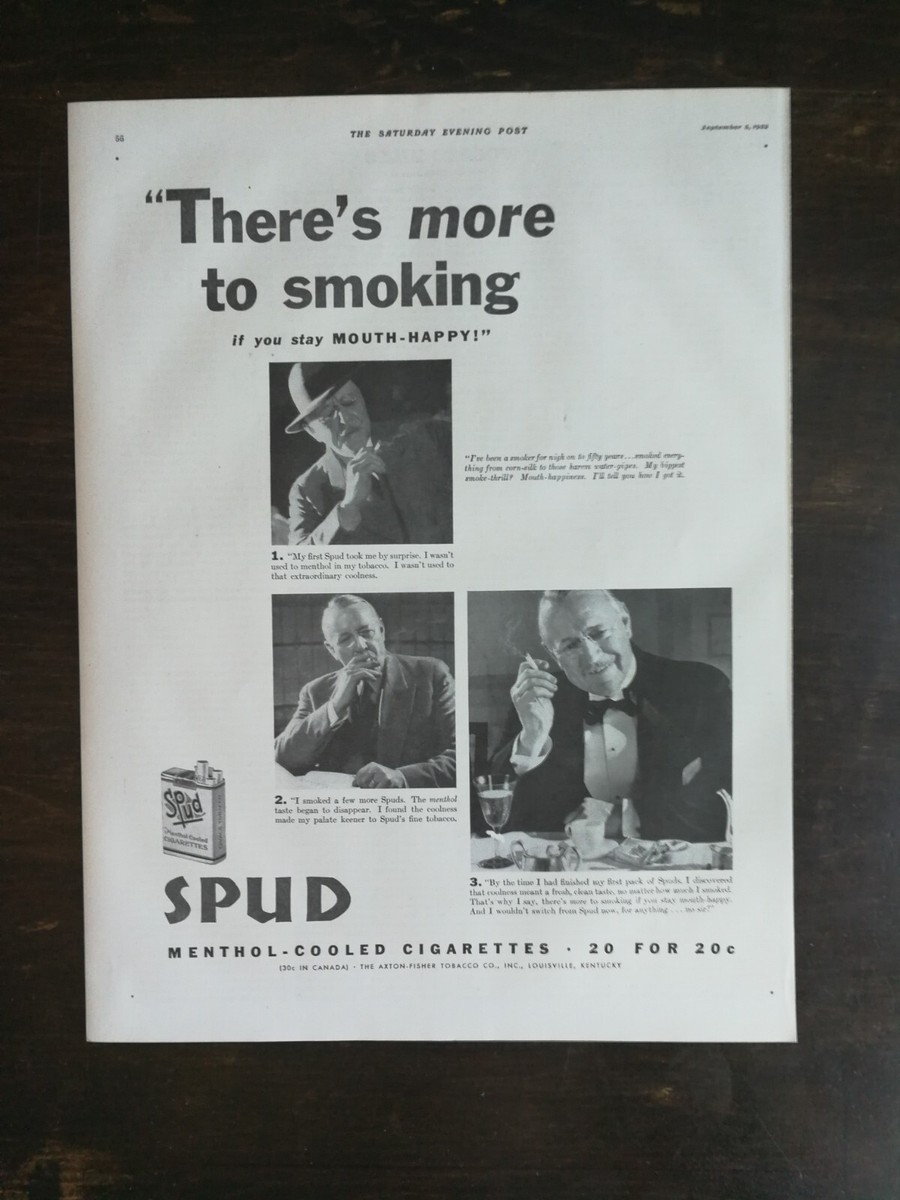 58
THE SATURDAY EVENING POST
September 5, 1933
“There's more
to smoking
if you stay MOUTH-HAPPY!”
“I've been a smoker for nigh on to fifty years...smoked every-
thing from corn-silk to those harem water-pipes. My biggest
smoke-thrill? Mouth-happiness. I'll tell you how I got it.
1. “My first Spud took me by surprise. I wasn't
used to menthol in my tobacco. I wasn't used to
that extraordinary coolness.
2. “I smoked a few more Spuds. The menthol
taste began to disappear. I found the coolness
made my palate keener to Spud's fine tobacco.
3. “By the time I had finished my first pack of Spuds, I discovered
that coolness meant a fresh, clean taste, no matter how much I smoked.
That's why I say, there's more to smoking if you stay mouth-happy.
And I wouldn't switch from Spud now, for anything . . . no sir!”
Spud
Menthol-Cooled
CIGARETTES
SPUD
MENTHOL-COOLED CIGARETTES · 20 FOR 20c
(30c IN CANADA) · THE AXTON-FISHER TOBACCO CO., INC., LOUISVILLE, KENTUCKY